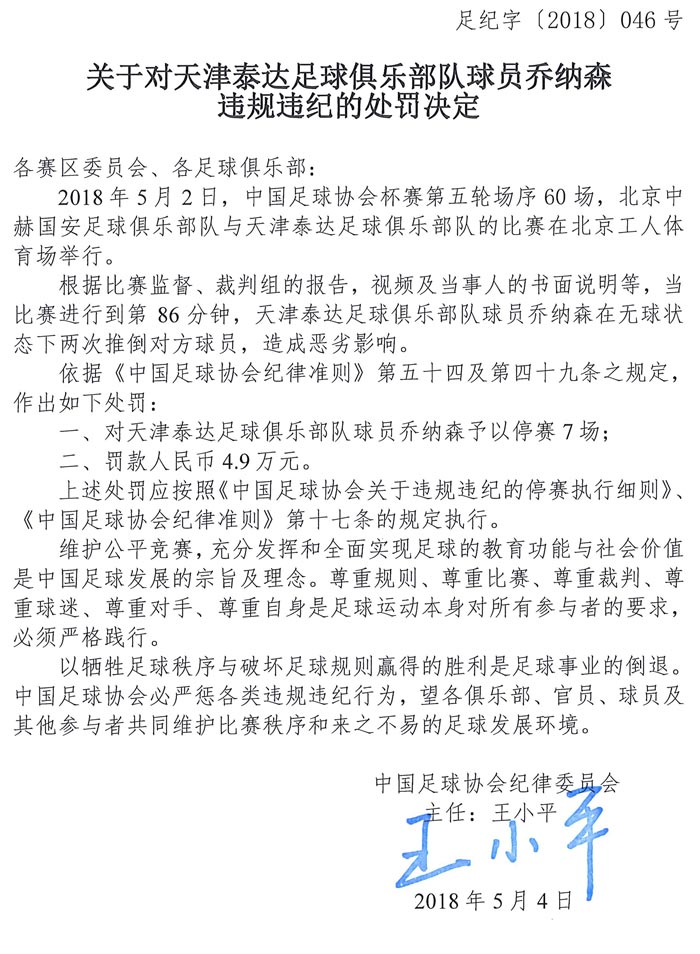 足纪字〔2018〕046号
关于对天津泰达足球俱乐部队球员乔纳森
违规违纪的处罚决定
各赛区委员会、各足球俱乐部：
2018年5月2日，中国足球协会杯赛第五轮场序60场，北京中
赫国安足球俱乐部队与天津泰达足球俱乐部队的比赛在北京工人体
育场举行。
根据比赛监督、裁判组的报告，视频及当事人的书面说明等，当
比赛进行到第 86 分钟，天津泰达足球俱乐部队球员乔纳森在无球状
态下两次推倒对方球员，造成恶劣影响。
依据《中国足球协会纪律准则》第五十四及第四十九条之规定，
作出如下处罚：
一、对天津泰达足球俱乐部队球员乔纳森予以停赛7场；
二、罚款人民币4.9万元。
上述处罚应按照《中国足球协会关于违规违纪的停赛执行细则》、
《中国足球协会纪律准则》第十七条的规定执行。
维护公平竞赛，充分发挥和全面实现足球的教育功能与社会价值
是中国足球发展的宗旨及理念。尊重规则、尊重比赛、尊重裁判、尊
重球迷、尊重对手、尊重自身是足球运动本身对所有参与者的要求，
必须严格践行。
以牺牲足球秩序与破坏足球规则赢得的胜利是足球事业的倒退。
中国足球协会必严惩各类违规违纪行为，望各俱乐部、官员、球员及
其他参与者共同维护比赛秩序和来之不易的足球发展环境。
中国足球协会纪律委员会
主任：王小平
王小平
2018年5月4日